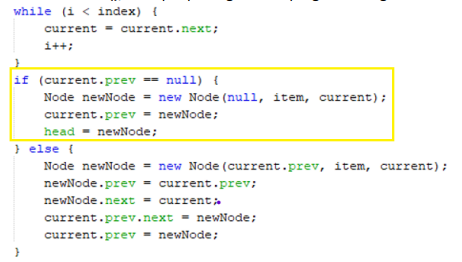 while (i < index) {
current = current.next;
i++;
}
if (current.prev == null) {
Node newNode = new Node(null, item, current);
current.prev = newNode;
head = newNode;
} else {
Node newNode = new Node(current.prev, item, current);
newNode.prev = current.prev;
newNode.next = current;
current.prev.next = newNode;
current.prev = newNode;
}